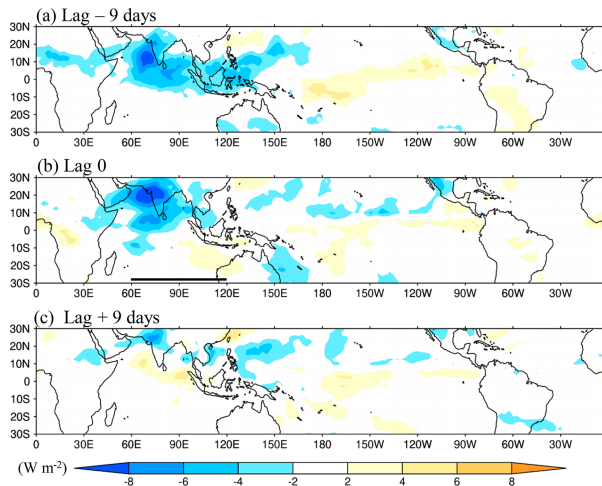 (a) Lag – 9 days
30N
20N
10N
0
10S
20S
30S
0 30E 60E 90E 120E 150E 180 150W 120W 90W 60W 30W
(b) Lag 0
30N
20N
10N
0
10S
20S
30S
0 30E 60E 90E 120E 150E 180 150W 120W 90W 60W 30W
(c) Lag + 9 days
30N
20N
10N
0
10S
20S
30S
0 30E 60E 90E 120E 150E 180 150W 120W 90W 60W 30W
(W m-2)
-8 -6 -4 -2 2 4 6 8